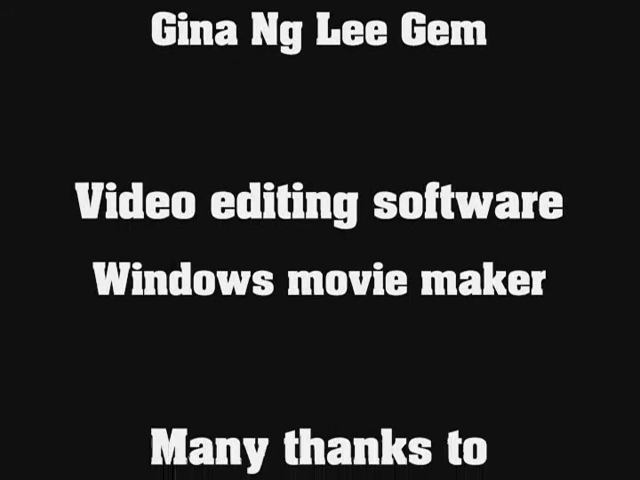 Gina Ng Lee Gem
Video editing software
Windows movie maker
Many thanks to